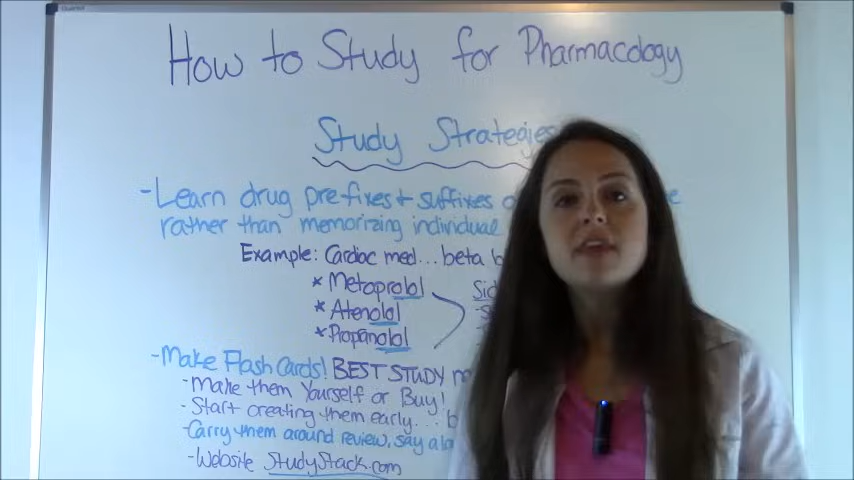 How to Study for Pharmacology
Study Strategies
- Learn drug prefixes + suffixes
rather than memorizing individual
Example: Cardiac med... beta
* Metoprolol
* Atenolol
* Propanolol
- Make Flash Cards! BEST STUDY
- Make them Yourself or Buy!
- Start creating them early...
- Carry them around review, say
- Website StudyStack.com